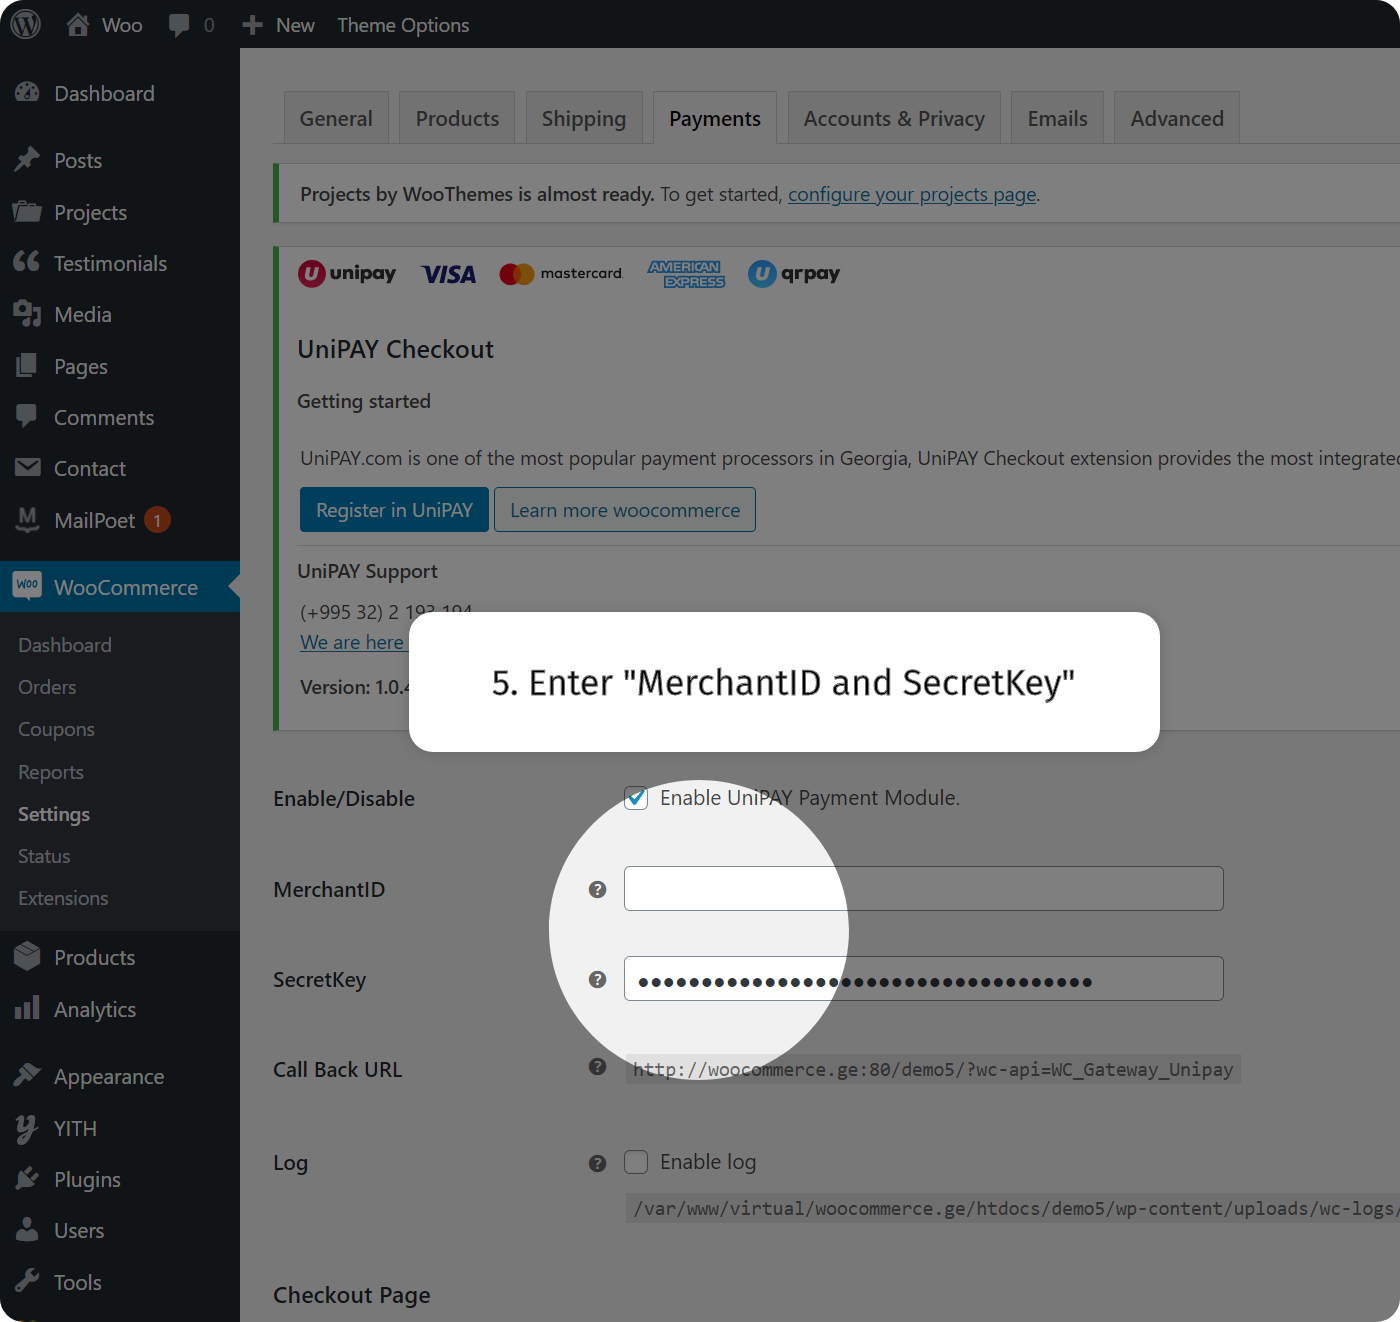 Woo 0 New Theme Options
Dashboard
Posts
Projects
Testimonials
Media
Pages
Comments
Contact
MailPoet 1
WooCommerce
Dashboard
Orders
Coupons
Reports
Settings
Status
Extensions
Products
Analytics
Appearance
YITH
Plugins
Users
Tools
General Products Shipping Payments Accounts & Privacy Emails Advanced
Projects by WooThemes is almost ready. To get started, configure your projects page.
unipay VISA mastercard AMERICAN EXPRESS qrpay
UniPAY Checkout
Getting started
UniPAY.com is one of the most popular payment processors in Georgia, UniPAY Checkout extension provides the most integrated
Register in UniPAY Learn more woocommerce
UniPAY Support
(+995 32) 2 193 194
We are here
Version: 1.0.4
5. Enter "MerchantID and SecretKey"
Enable/Disable Enable UniPAY Payment Module.
MerchantID
SecretKey
Call Back URL http://woocommerce.ge:80/demo5/?wc-api=WC_Gateway_Unipay
Log Enable log
/var/www/virtual/woocommerce.ge/htdocs/demo5/wp-content/uploads/wc-logs/
Checkout Page